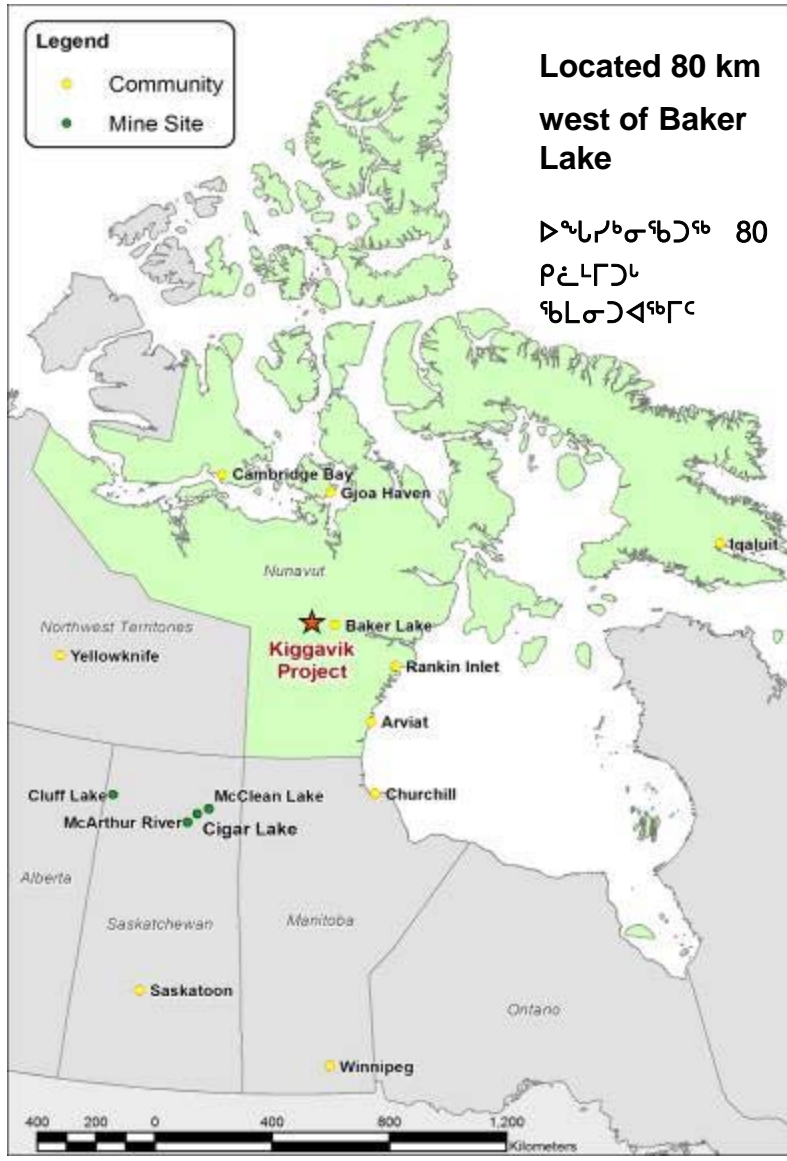 Legend
Community
Mine Site
Located 80 km
west of Baker
Lake
ᐅᖓᓯᒃᓂᖃᑐᖅ 80
ᑭᓛᒻᒥᑐᒡ
ᖃᒪᓂᑐᐊᖅᒥᑦ
Cambridge Bay
Gjoa Haven
Iqaluit
Nunavut
Baker Lake
Northwest Territories
Kiggavik
Project
Yellowknife
Rankin Inlet
Arviat
Cluff Lake
McClean Lake
Churchill
McArthur River
Cigar Lake
Alberta
Saskatchewan
Manitoba
Saskatoon
Ontario
Winnipeg
400 200 0 400 800 1,200
Kilometers